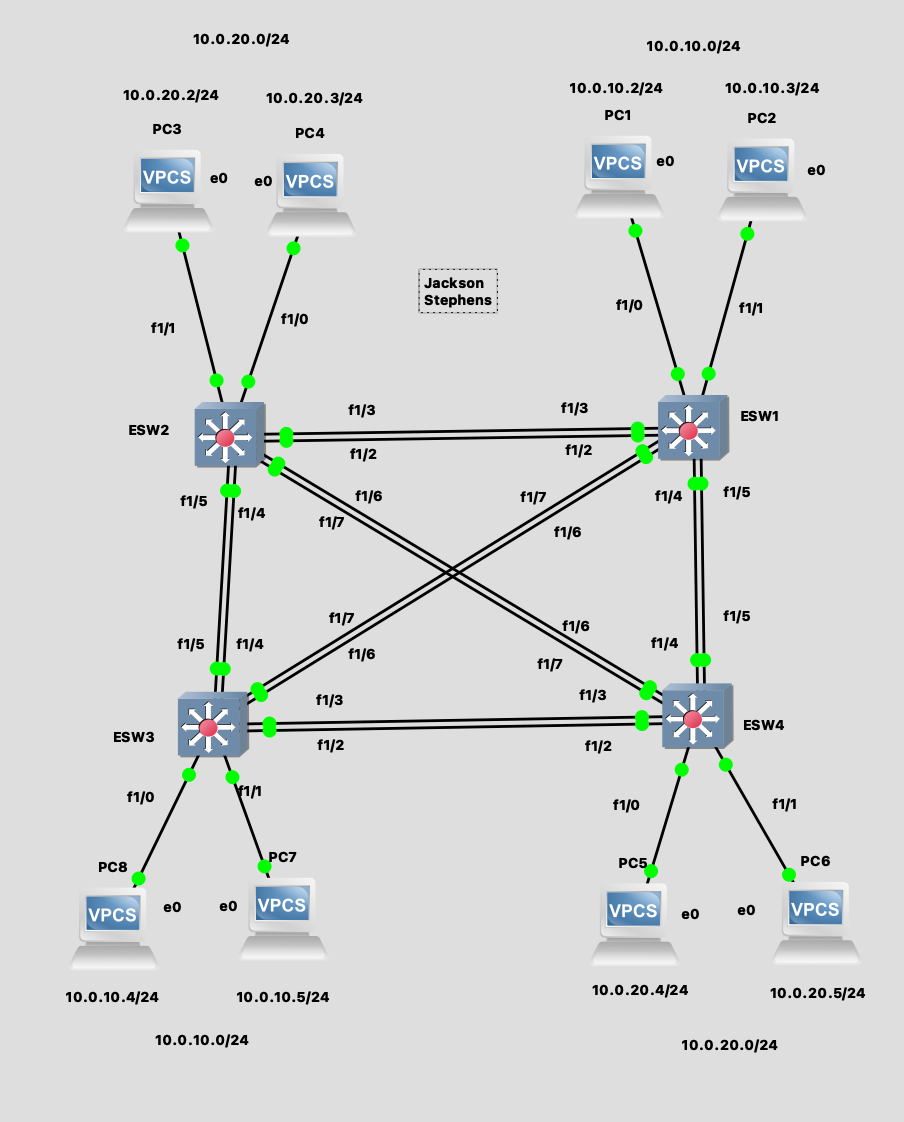 10.0.20.0/24
10.0.10.0/24
10.0.20.2/24
10.0.20.3/24
10.0.10.2/24
10.0.10.3/24
PC3
PC4
PC1
PC2
VPCS
e0
e0
VPCS
VPCS
e0
VPCS
e0
Jackson
Stephens
f1/1
f1/0
f1/0
f1/1
ESW2
f1/3
f1/3
ESW1
f1/2
f1/2
f1/5
f1/4
f1/6
f1/7
f1/7
f1/6
f1/4
f1/5
f1/5
f1/4
f1/7
f1/6
f1/6
f1/7
f1/4
f1/5
ESW3
f1/3
f1/2
f1/3
f1/2
ESW4
f1/0
f1/1
f1/0
f1/1
PC8
PC7
PC5
PC6
VPCS
e0
e0
VPCS
VPCS
e0
e0
VPCS
10.0.10.4/24
10.0.10.5/24
10.0.20.4/24
10.0.20.5/24
10.0.10.0/24
10.0.20.0/24